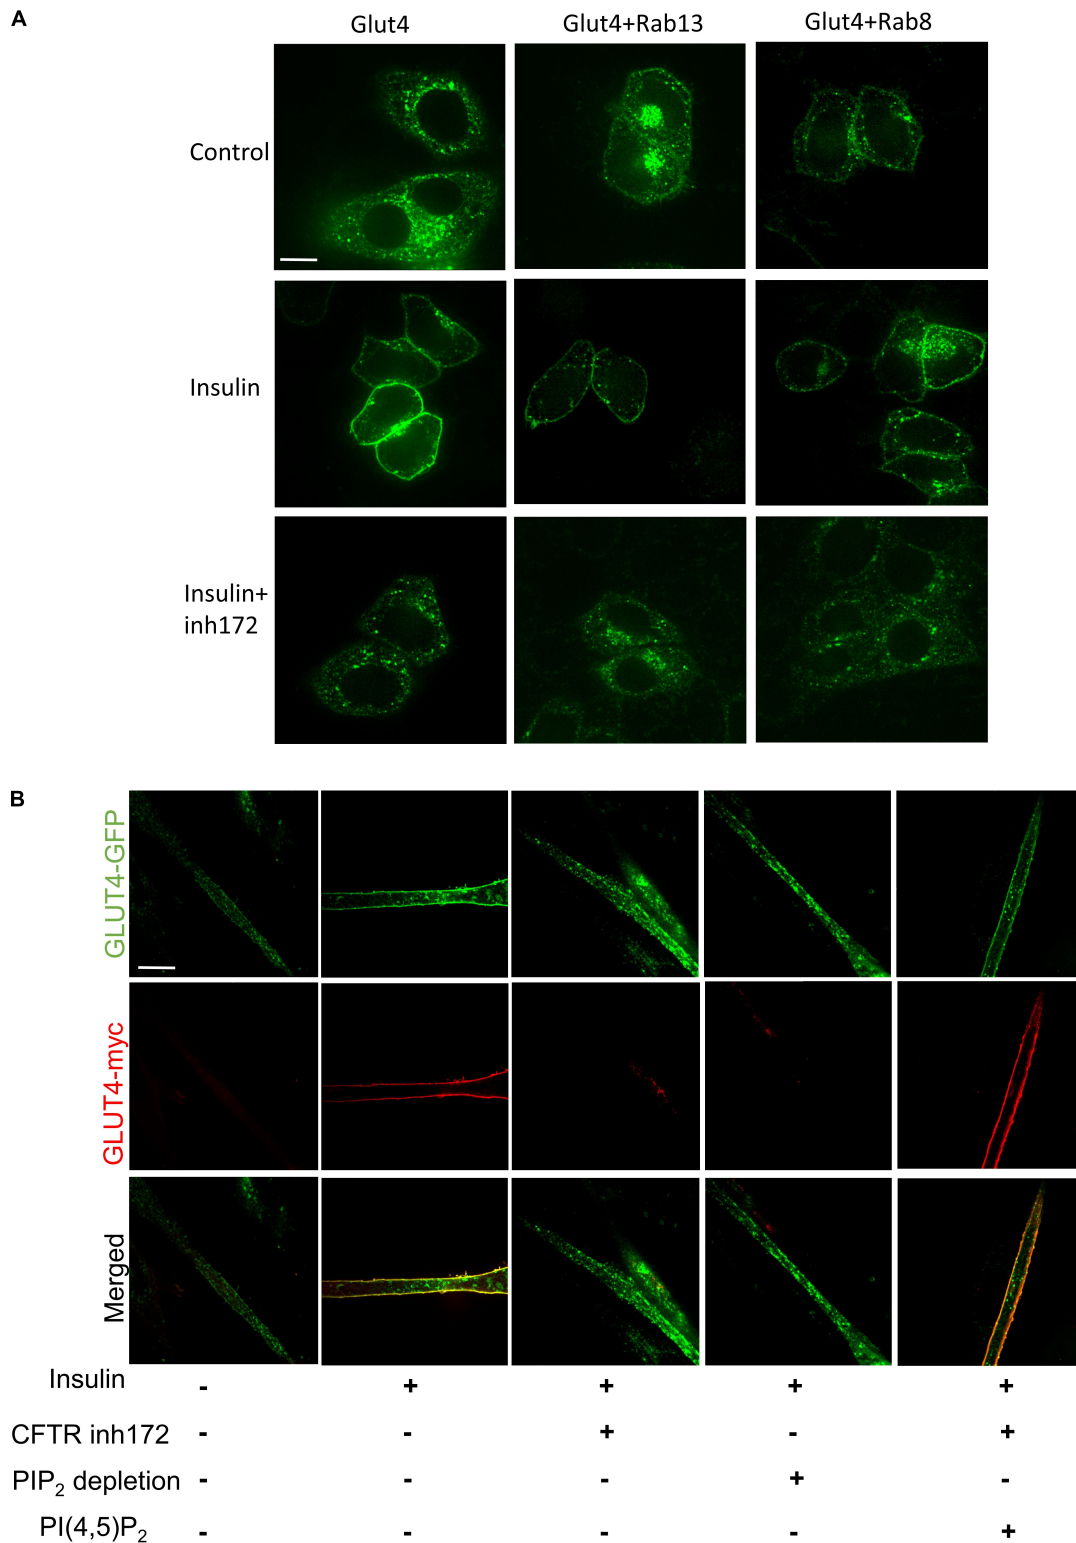 A
Glut4 Glut4+Rab13 Glut4+Rab8
Control
Insulin
Insulin+
inh172
B
GLUT4-GFP
GLUT4-myc
Merged
Insulin - + + + +
CFTR inh172 - - + - +
PIP2 depletion - - - + -
PI(4,5)P2 - - - - +